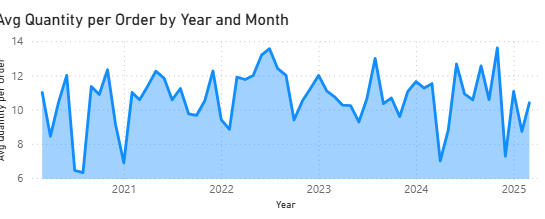 Avg Quantity per Order by Year and Month
14
12
10
8
6
Avg Quantity per Order
2021 2022 2023 2024 2025
Year